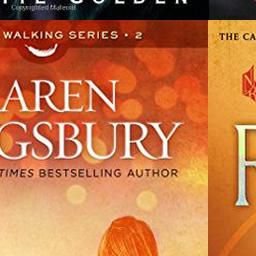 Copyrighted Material
WALKING SERIES • 2
AREN
GSBURY
TIMES BESTSELLING AUTHOR
THE CA